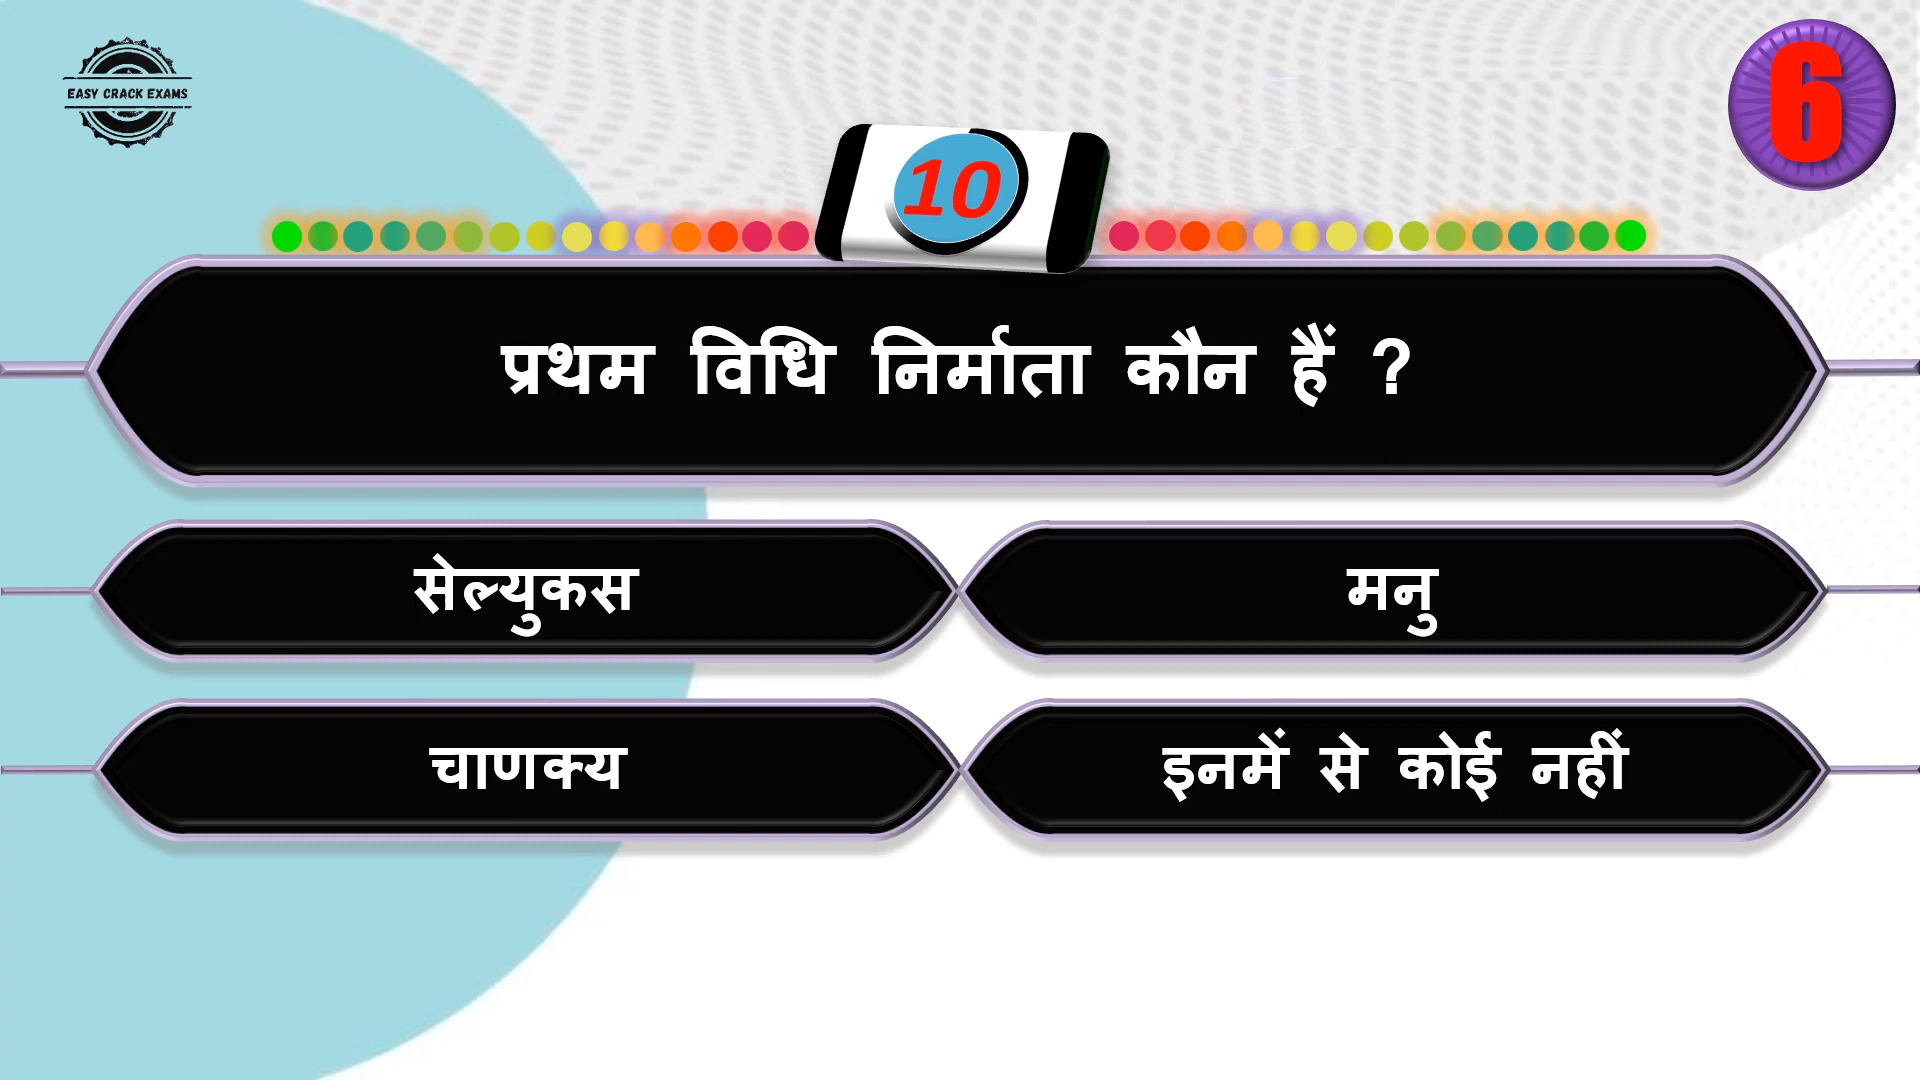 EASY CRACK EXAMS
6
10
प्रथम विधि निर्माता कौन हैं ?
सेल्युकस
मनु
चाणक्य
इनमें से कोई नहीं